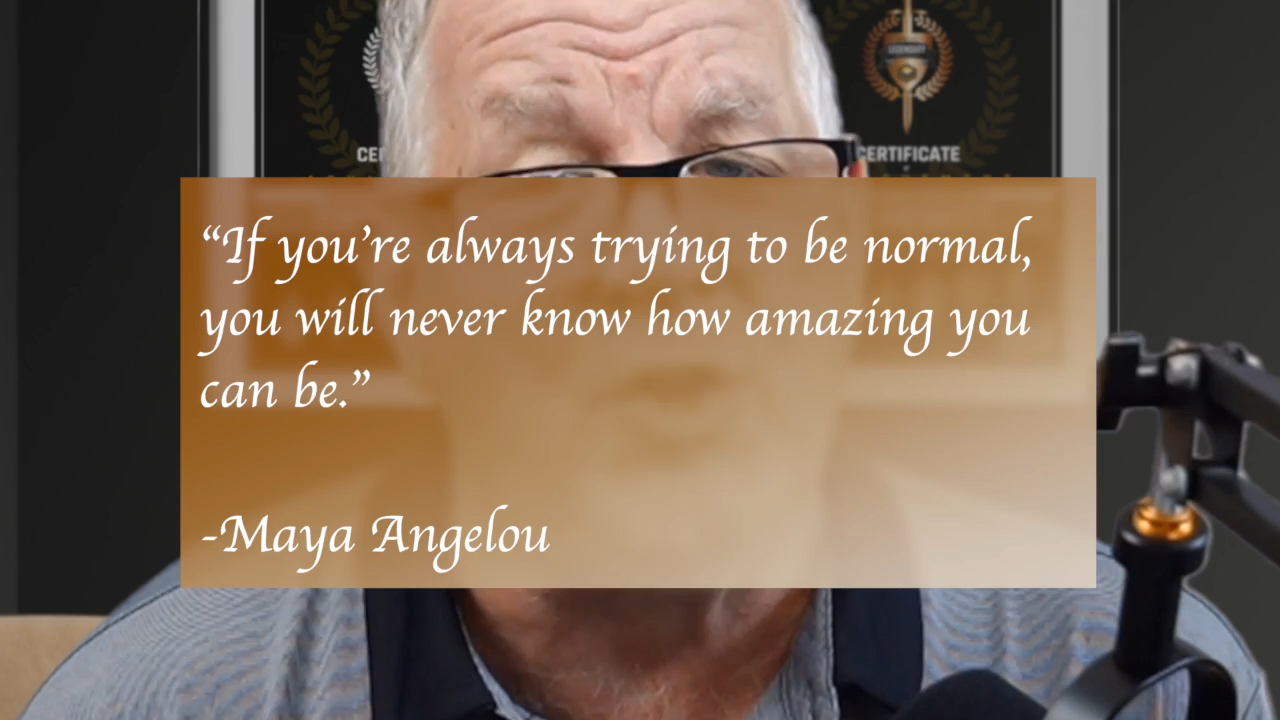 LEGENDARY
CERTIFICATE
“If you’re always trying to be normal,
you will never know how amazing you
can be.”
-Maya Angelou